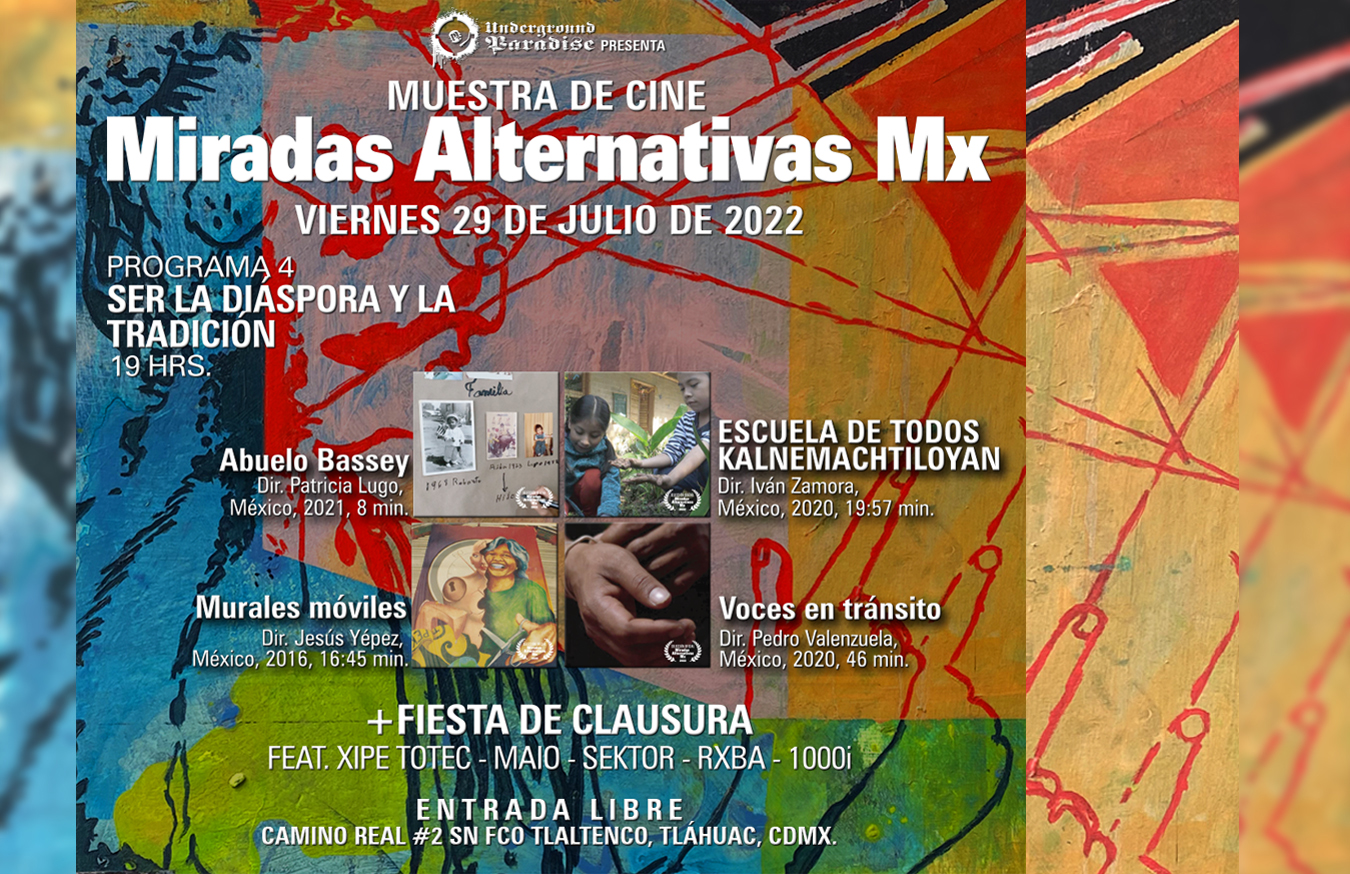 Underground
Paradise PRESENTA
MUESTRA DE CINE
Miradas Alternativas Mx
VIERNES 29 DE JULIO DE 2022
PROGRAMA 4
SER LA DIÁSPORA Y LA
TRADICIÓN
19 HRS.
Familia
1963 Roberto
Hilo
Abuelo Bassey
Dir. Patricia Lugo,
México, 2021, 8 min.
ESCUELA DE TODOS
KALNEMACHTILOYAN
Dir. Iván Zamora,
México, 2020, 19:57 min.
Murales móviles
Dir. Jesús Yépez,
México, 2016, 16:45 min.
Voces en tránsito
Dir. Pedro Valenzuela,
México, 2020, 46 min.
+FIESTA DE CLAUSURA
FEAT. XIPE TOTEC - MAIO - SEKTOR - RXBA - 1000i
ENTRADA LIBRE
CAMINO REAL #2 SN FCO TLALTENCO, TLÁHUAC, CDMX.